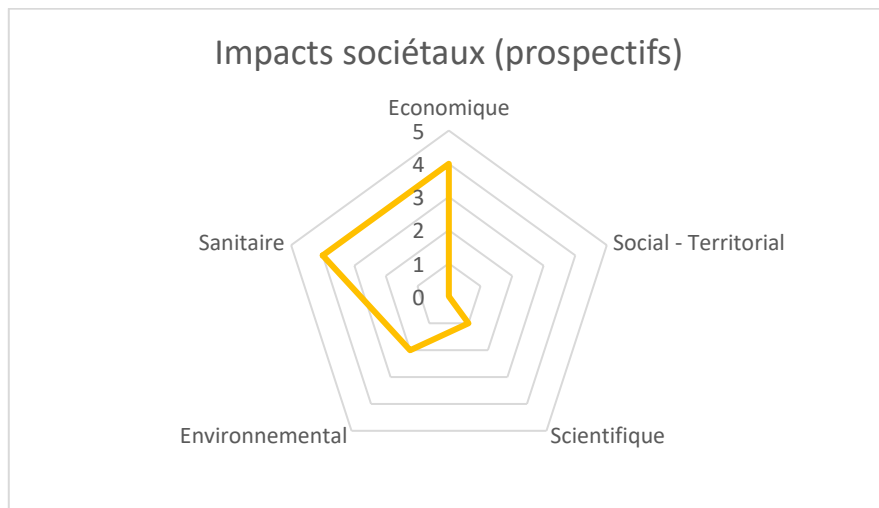 Impacts sociétaux (prospectifs)
Economique
5
4
3
2
1
0
Sanitaire
Social - Territorial
Environnemental
Scientifique